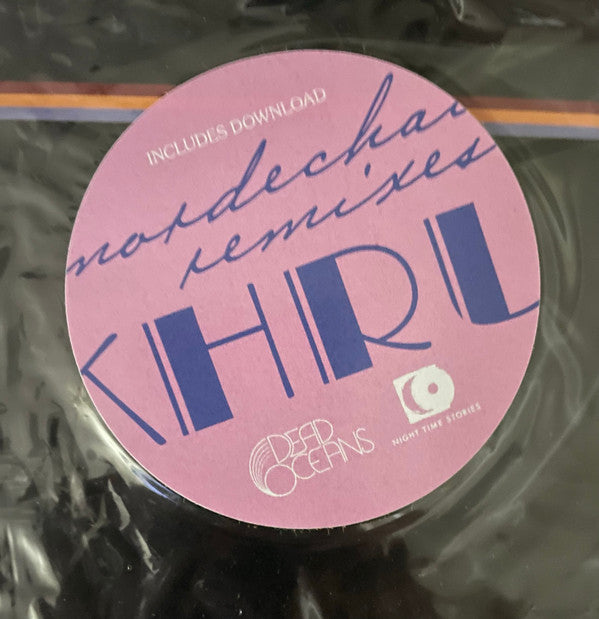 INCLUDES DOWNLOAD
mordechai
remixes
KHRU
DEAD
OCEANS
NIGHT TIME STORIES